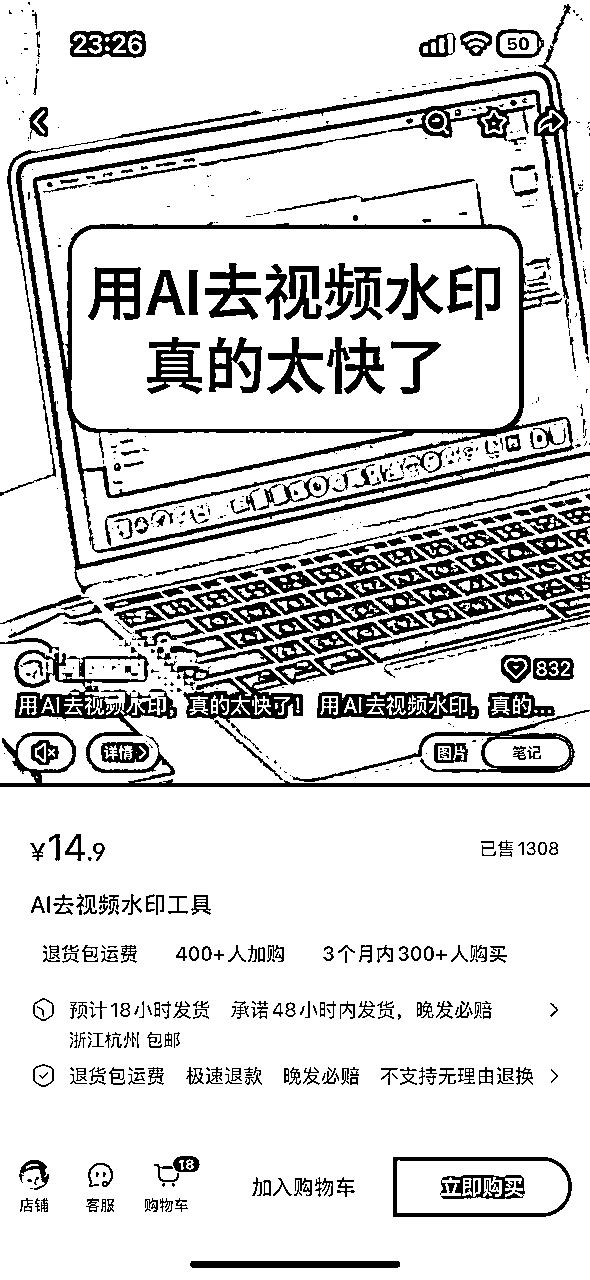 23:26
50
用AI去视频水印
真的太快了
832
用AI去视频水印，真的太快了！ 用AI去视频水印，真的...
详情
图片 笔记
¥14.9 已售1308
AI去视频水印工具
退货包运费 400+人加购 3个月内300+人购买
预计18小时发货 承诺48小时内发货，晚发必赔
浙江杭州 包邮
退货包运费 极速退款 晚发必赔 不支持无理由退换
18
店铺 客服 购物车 加入购物车 立即购买